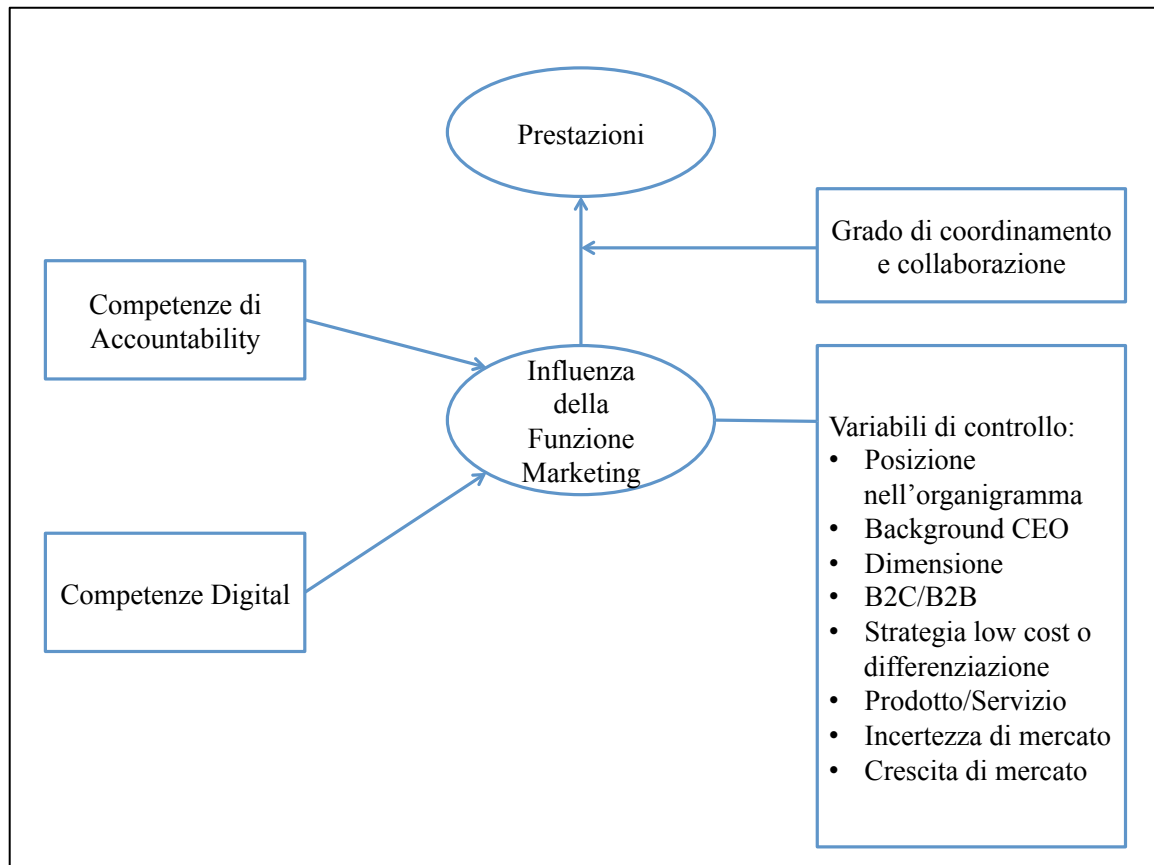 Prestazioni
Grado di coordinamento
e collaborazione
Competenze di
Accountability
Influenza
della
Funzione
Marketing
Competenze Digital
Variabili di controllo:
• Posizione
nell’organigramma
• Background CEO
• Dimensione
• B2C/B2B
• Strategia low cost o
differenziazione
• Prodotto/Servizio
• Incertezza di mercato
• Crescita di mercato